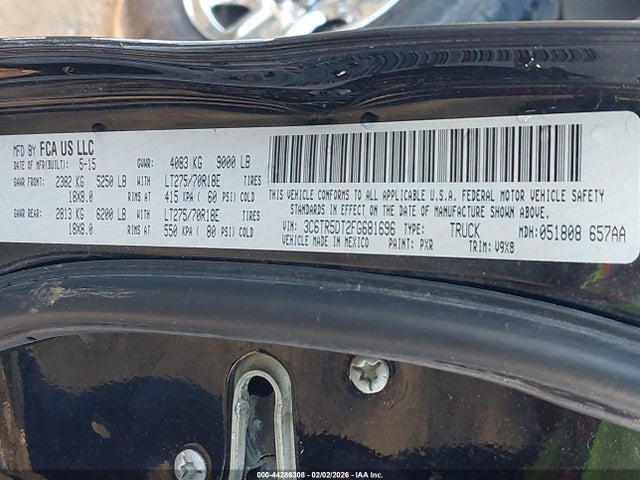 MFD BY FCA US LLC
DATE OF MFR(BUILT): 5-15 GVWR: 4083 KG 9000 LB
GAWR FRONT: 2382 KG 5250 LB WITH LT275/70R18E TIRES
18X8.0 RIMS AT 415 KPA ( 60 PSI) COLD
GAWR REAR: 2813 KG 6200 LB WITH LT275/70R18E TIRES
18X8.0 RIMS AT 550 KPA ( 80 PSI) COLD
THIS VEHICLE CONFORMS TO ALL APPLICABLE U.S.A. FEDERAL MOTOR VEHICLE SAFETY
STANDARDS IN EFFECT ON THE DATE OF MANUFACTURE SHOWN ABOVE.
VIN: 3C6TR5DT2FG681696 TYPE: TRUCK MDH: 051808 657AA
VEHICLE MADE IN MEXICO PAINT: PXR TRIM: V9X8
000-44286308 - 02/02/2026 - IAA Inc.